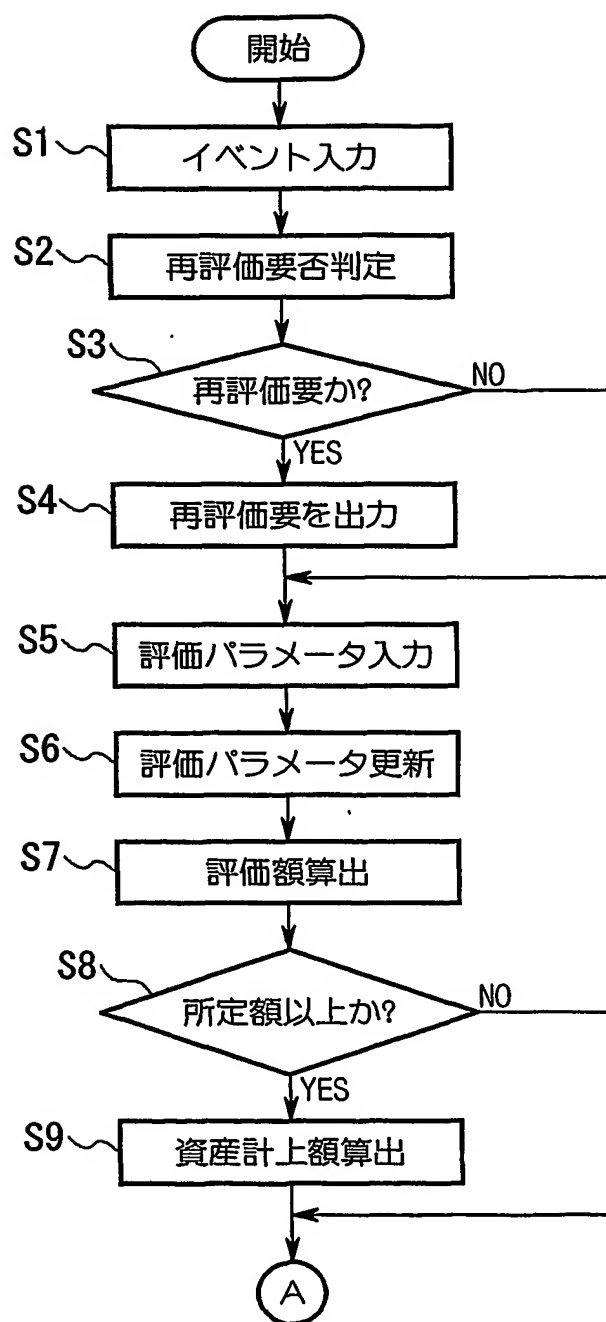 開始
S1
イベント入力
S2
再評価要否判定
S3
再評価要か?
NO
YES
S4
再評価要を出力
S5
評価パラメータ入力
S6
評価パラメータ更新
S7
評価額算出
S8
所定額以上か?
NO
YES
S9
資産計上額算出
A